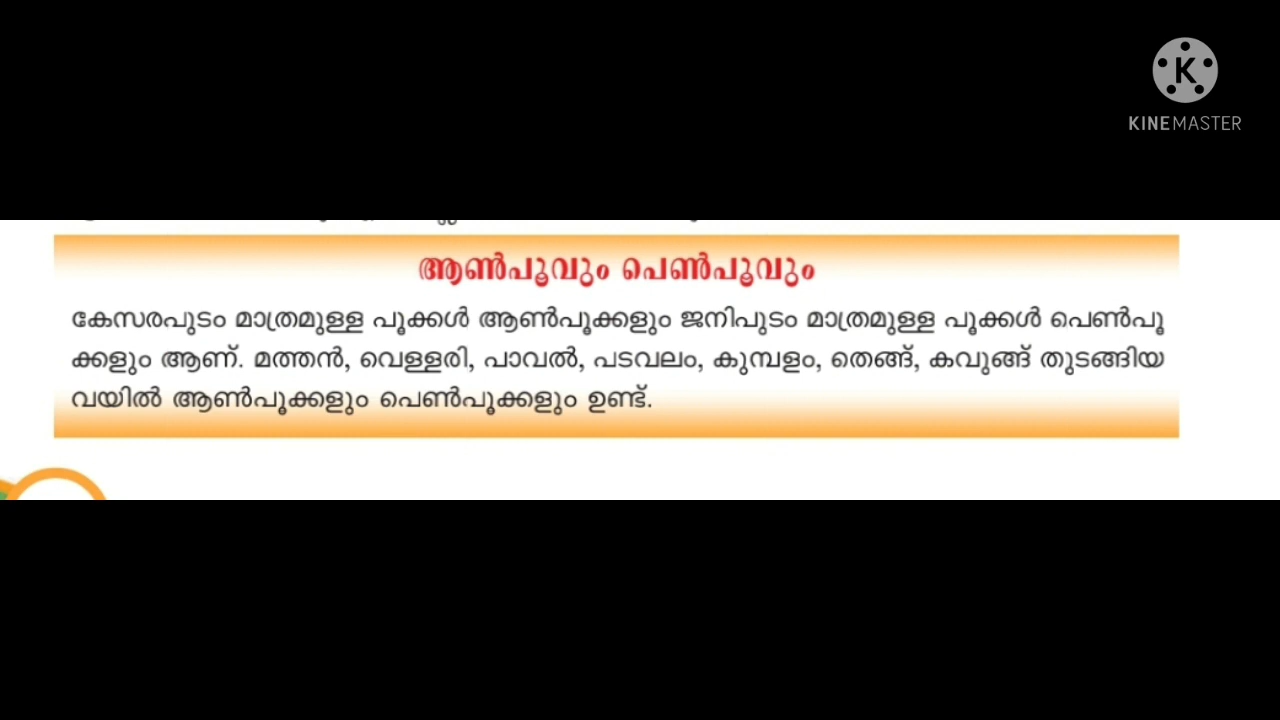 KINEMASTER
ആൺപൂവും പെൺപൂവും
കേസരപുടം മാത്രമുള്ള പൂക്കൾ ആൺപൂക്കളും ജനിപുടം മാത്രമുള്ള പൂക്കൾ പെൺപൂ
ക്കളും ആണ്. മത്തൻ, വെള്ളരി, പാവൽ, പടവലം, കുമ്പളം, തെങ്ങ്, കവുങ്ങ് തുടങ്ങിയ
വയിൽ ആൺപൂക്കളും പെൺപൂക്കളും ഉണ്ട്.